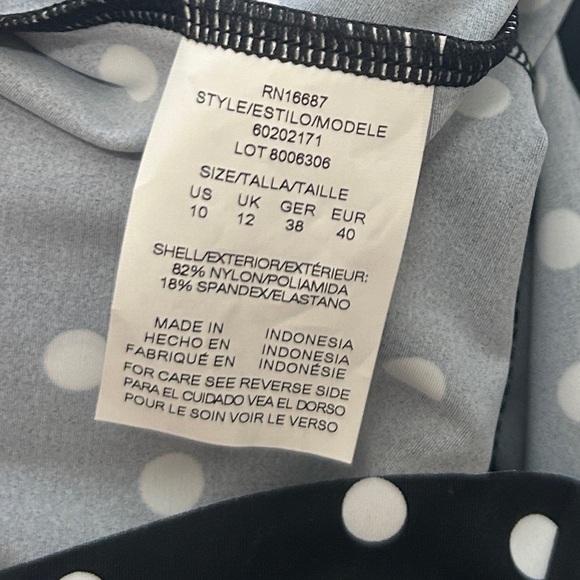 RN16687
STYLE/ESTILO/MODELE
60202171
LOT 8006306
SIZE/TALLA/TAILLE
US UK GER EUR
10 12 38 40
SHELL/EXTERIOR/EXTÉRIEUR:
82% NYLON/POLIAMIDA
18% SPANDEX/ELASTANO
MADE IN INDONESIA
HECHO EN INDONESIA
FABRIQUÉ EN INDONÉSIE
FOR CARE SEE REVERSE SIDE
PARA EL CUIDADO VEA EL DORSO
POUR LE SOIN VOIR LE VERSO